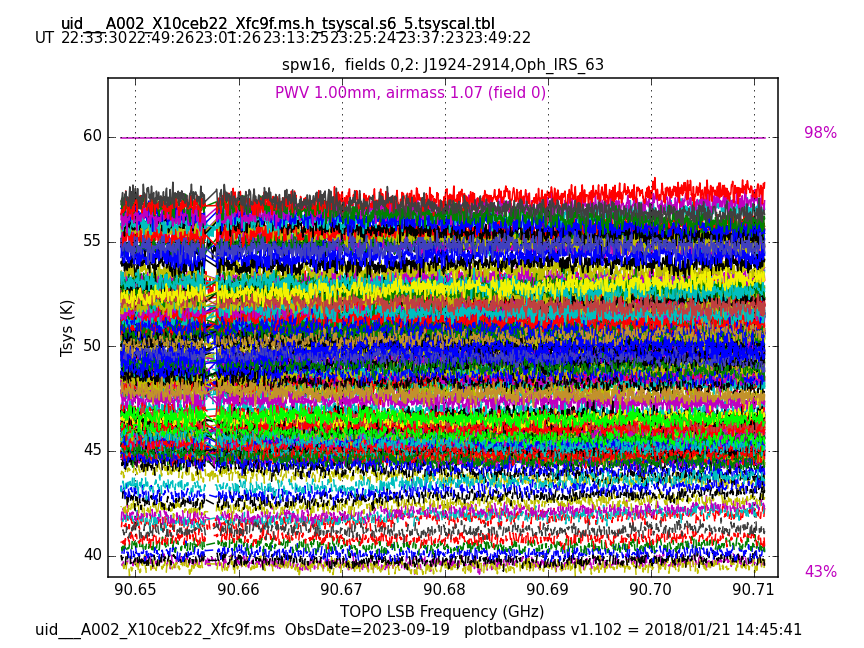 uid___A002_X10ceb22_Xfc9f.ms.h_tsyscal.s6_5.tsyscal.tbl
UT 22:33:30 22:49:26 23:01:26 23:13:25 23:25:24 23:37:23 23:49:22
spw16, fields 0,2: J1924-2914,Oph_IRS_63
PWV 1.00mm, airmass 1.07 (field 0)
98%
60
55
50
45
40
Tsys (K)
43%
90.65 90.66 90.67 90.68 90.69 90.70 90.71
TOPO LSB Frequency (GHz)
uid___A002_X10ceb22_Xfc9f.ms ObsDate=2023-09-19 plotbandpass v1.102 = 2018/01/21 14:45:41